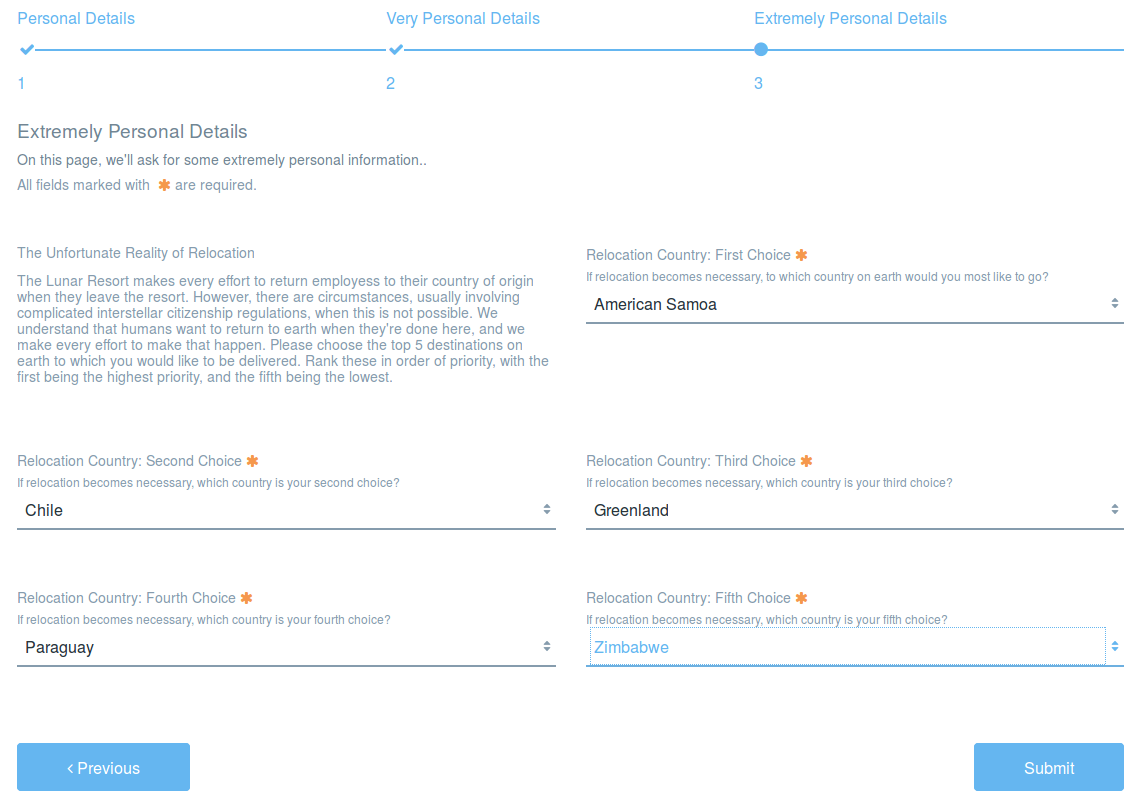 Personal Details
Very Personal Details
Extremely Personal Details
1
2
3
Extremely Personal Details
On this page, we'll ask for some extremely personal information..
All fields marked with ✱ are required.
The Unfortunate Reality of Relocation
The Lunar Resort makes every effort to return employess to their country of origin
when they leave the resort. However, there are circumstances, usually involving
complicated interstellar citizenship regulations, when this is not possible. We
understand that humans want to return to earth when they're done here, and we
make every effort to make that happen. Please choose the top 5 destinations on
earth to which you would like to be delivered. Rank these in order of priority, with the
first being the highest priority, and the fifth being the lowest.
Relocation Country: First Choice ✱
If relocation becomes necessary, to which country on earth would you most like to go?
American Samoa
Relocation Country: Second Choice ✱
If relocation becomes necessary, which country is your second choice?
Chile
Relocation Country: Third Choice ✱
If relocation becomes necessary, which country is your third choice?
Greenland
Relocation Country: Fourth Choice ✱
If relocation becomes necessary, which country is your fourth choice?
Paraguay
Relocation Country: Fifth Choice ✱
If relocation becomes necessary, which country is your fifth choice?
Zimbabwe
‹ Previous
Submit